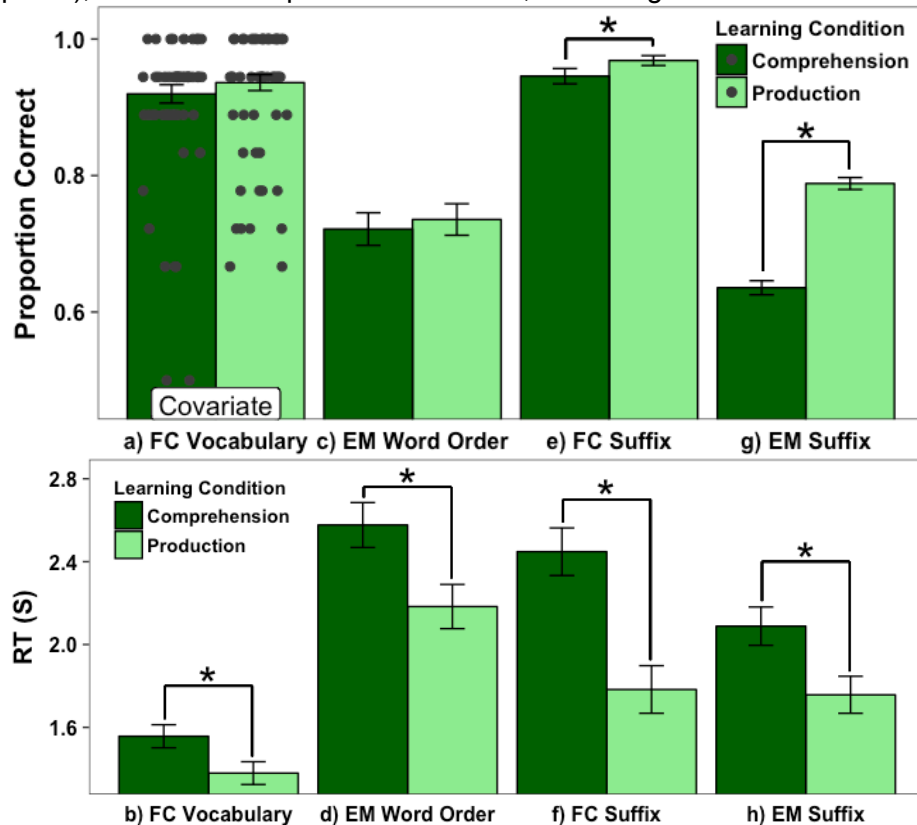 Learning Condition
Comprehension
Production
*
*
1.0
0.8
0.6
Proportion Correct
Covariate
a) FC Vocabulary c) EM Word Order e) FC Suffix g) EM Suffix
Learning Condition
Comprehension
Production
*
*
*
*
2.8
2.4
2.0
1.6
RT (S)
b) FC Vocabulary d) EM Word Order f) FC Suffix h) EM Suffix